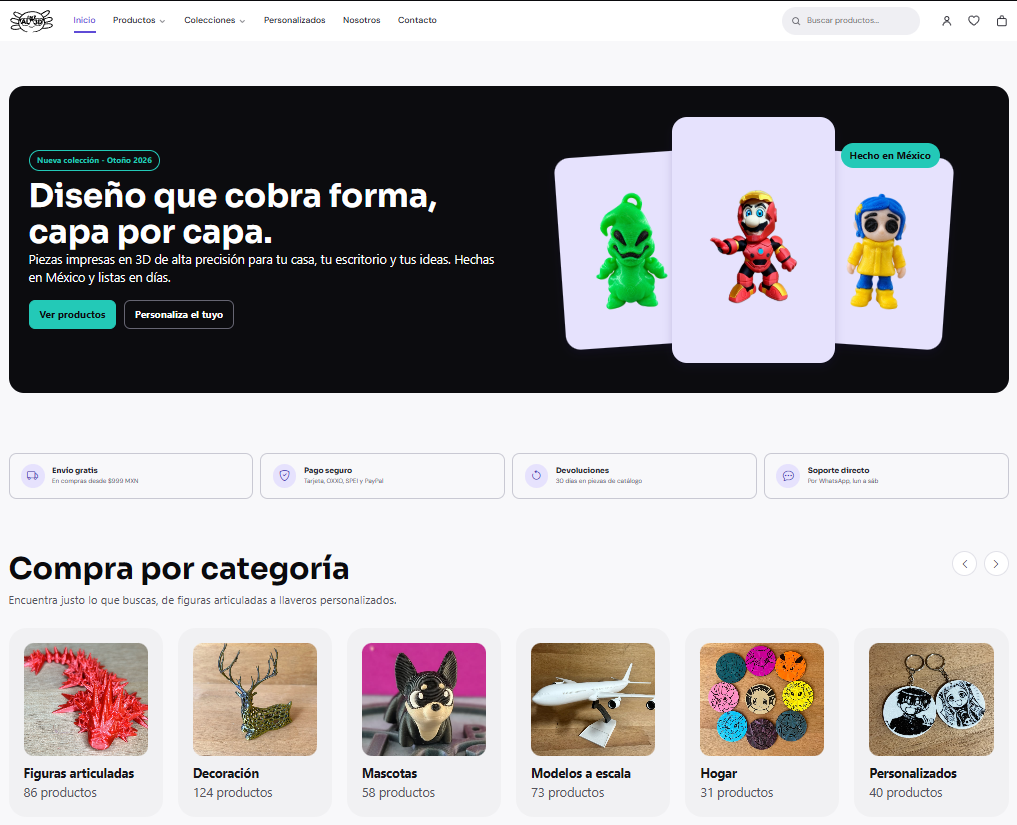 Inicio
Productos
Colecciones
Personalizados
Nosotros
Contacto
Buscar productos...
Nueva colección - Otoño 2026
Hecho en México
Diseño que cobra forma,
capa por capa.
Piezas impresas en 3D de alta precisión para tu casa, tu escritorio y tus ideas. Hechas
en México y listas en días.
Ver productos
Personaliza el tuyo
Envío gratis
En compras desde $999 MXN
Pago seguro
Tarjeta, OXXO, SPEI y PayPal
Devoluciones
30 días en piezas de catálogo
Soporte directo
Por WhatsApp, lun a sáb
Compra por categoría
Encuentra justo lo que buscas, de figuras articuladas a llaveros personalizados.
Figuras articuladas
86 productos
Decoración
124 productos
Mascotas
58 productos
Modelos a escala
73 productos
Hogar
31 productos
Personalizados
40 productos